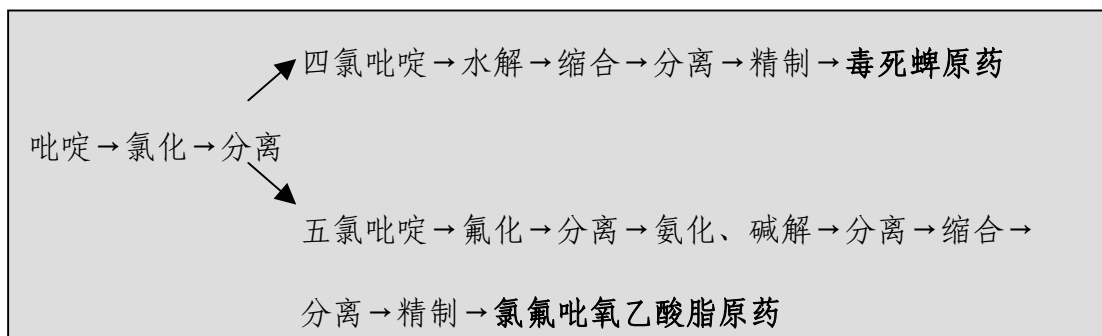 四氯吡啶→水解→缩合→分离→精制→毒死蜱原药
吡啶→氯化→分离
五氯吡啶→氟化→分离→氨化、碱解→分离→缩合→
分离→精制→氯氟吡氧乙酸脂原药